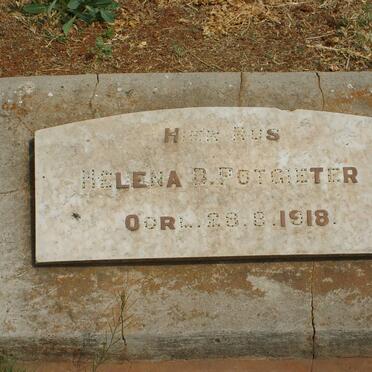 HIER RUS
HELENA D. POTGIETER
OORL. 28.8.1918.